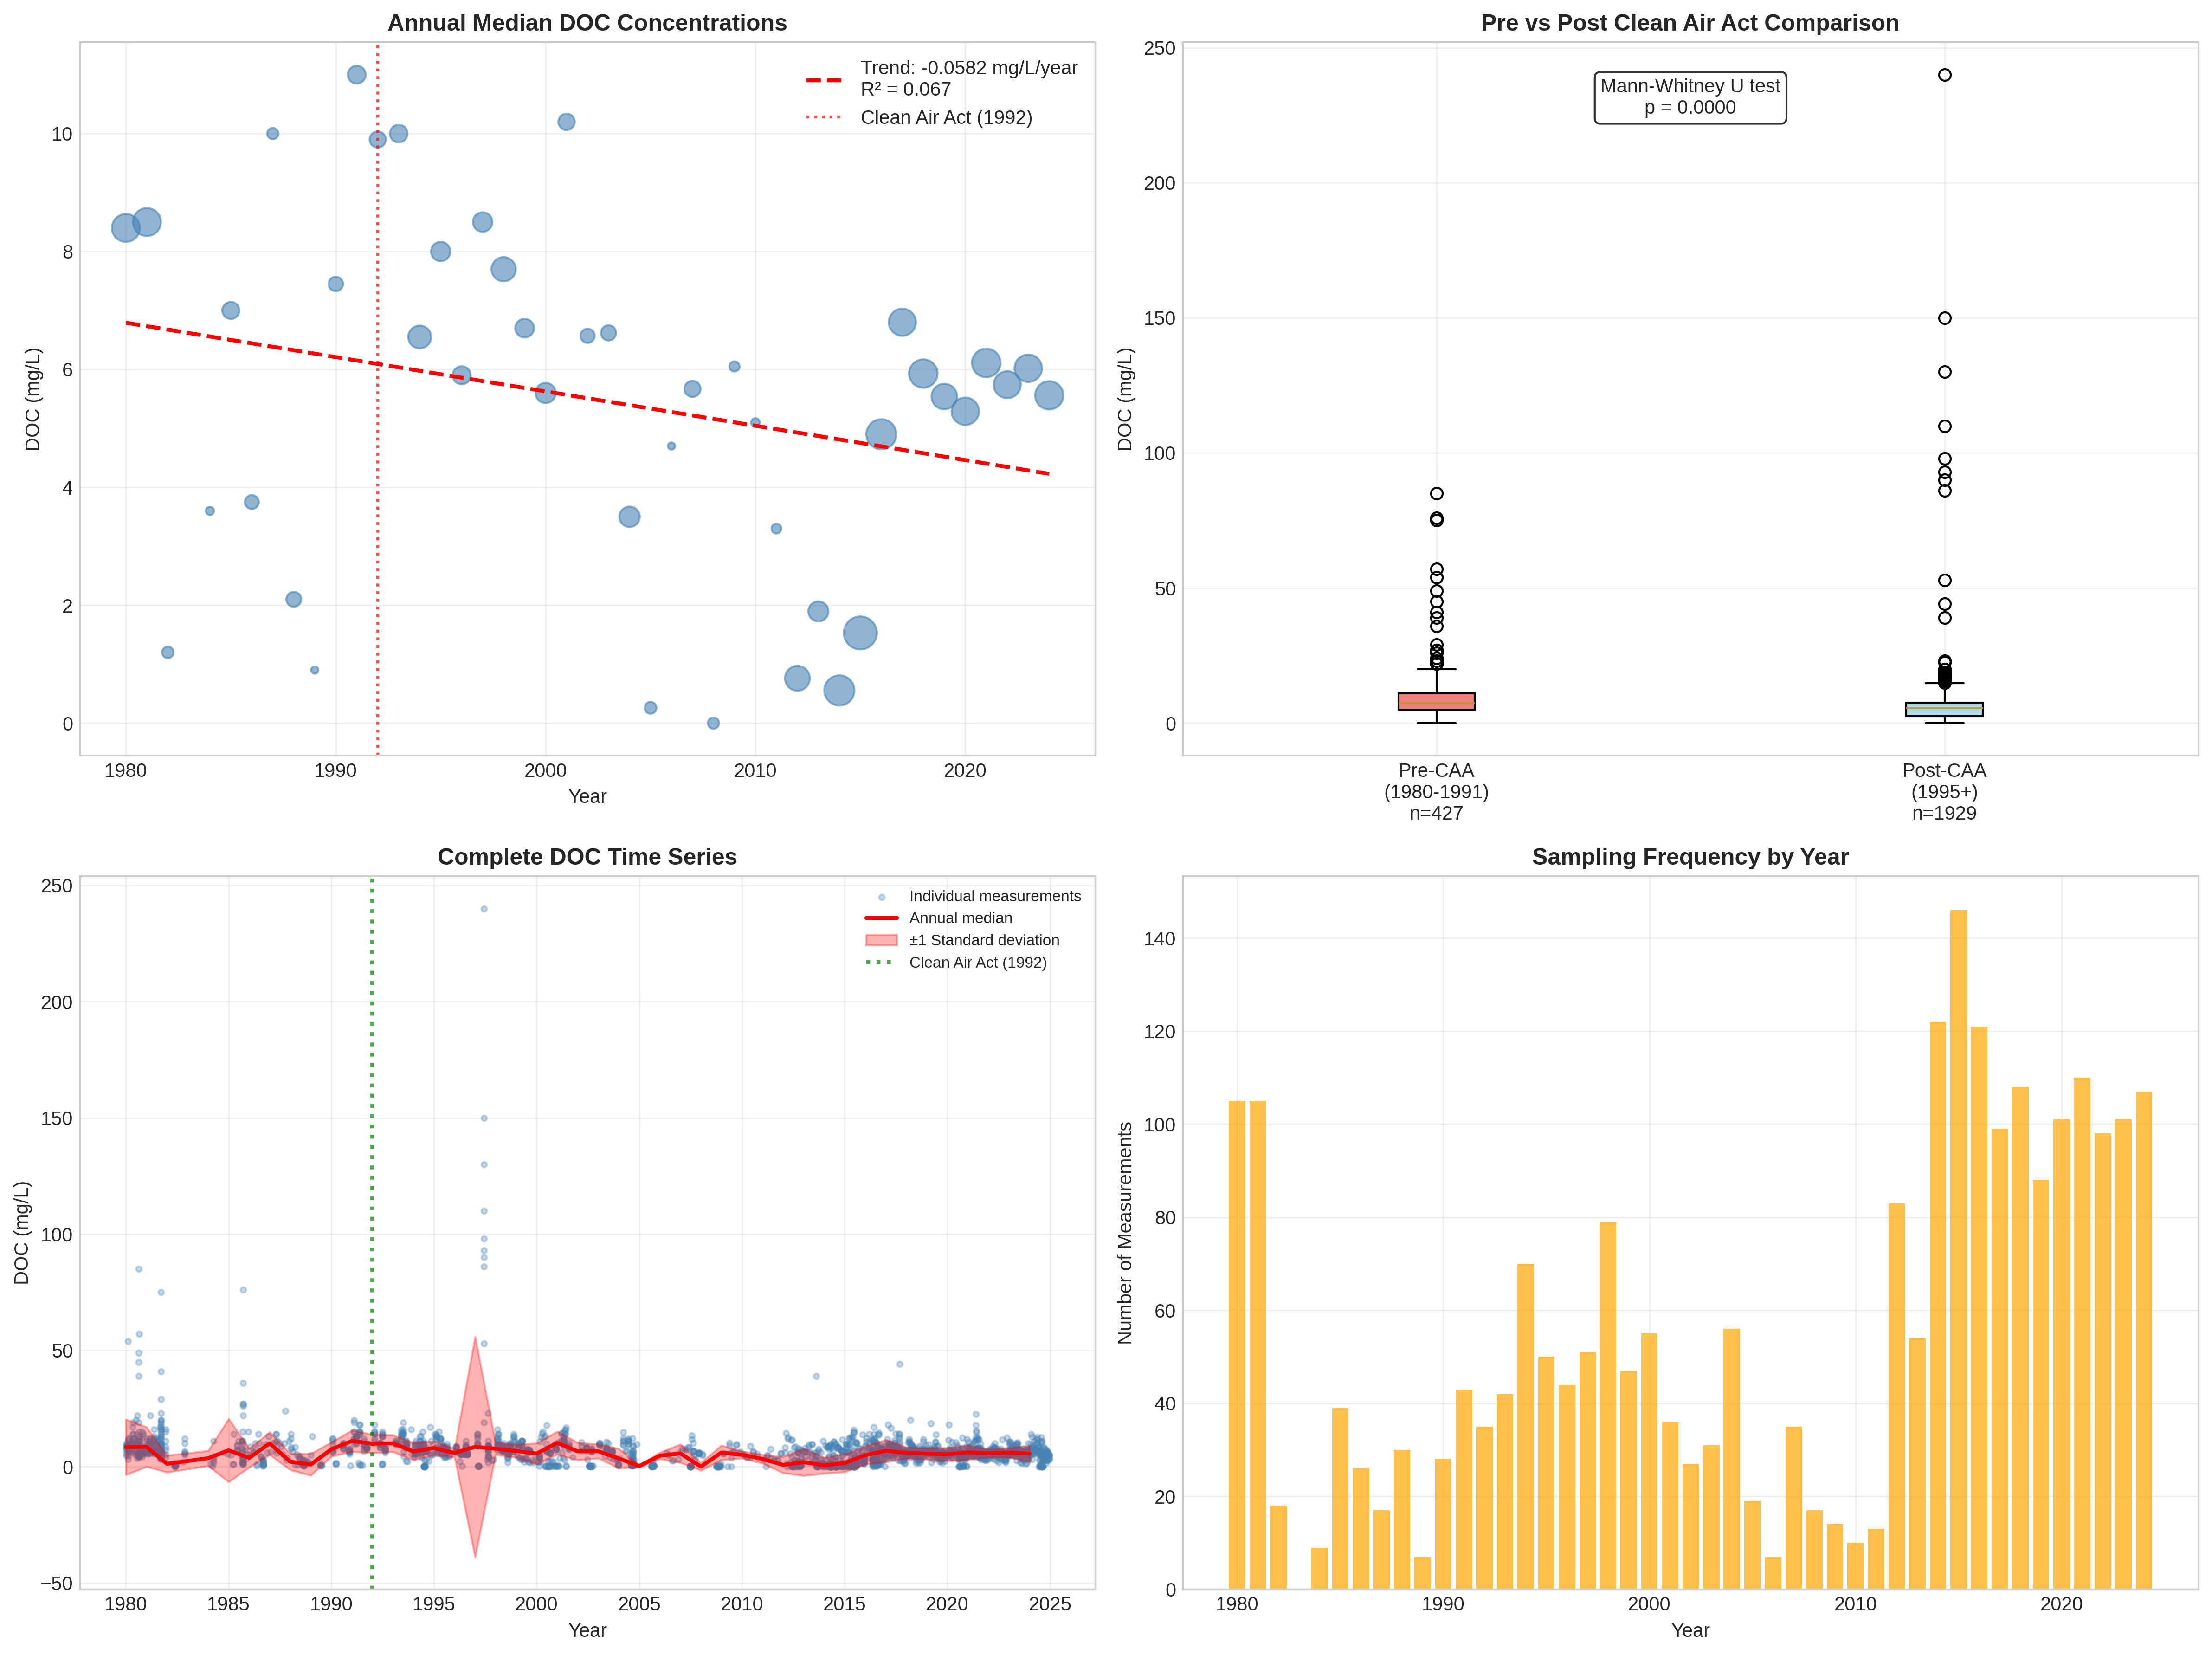 Annual Median DOC Concentrations
DOC (mg/L)
10
8
6
4
2
0
Trend: -0.0582 mg/L/year
R² = 0.067
Clean Air Act (1992)
1980
1990
2000
2010
2020
Year
Pre vs Post Clean Air Act Comparison
DOC (mg/L)
250
200
150
100
50
0
Mann-Whitney U test
p = 0.0000
Pre-CAA
(1980-1991)
n=427
Post-CAA
(1995+)
n=1929
Complete DOC Time Series
DOC (mg/L)
250
200
150
100
50
0
−50
Individual measurements
Annual median
±1 Standard deviation
Clean Air Act (1992)
1980
1985
1990
1995
2000
2005
2010
2015
2020
2025
Year
Sampling Frequency by Year
Number of Measurements
140
120
100
80
60
40
20
0
1980
1990
2000
2010
2020
Year